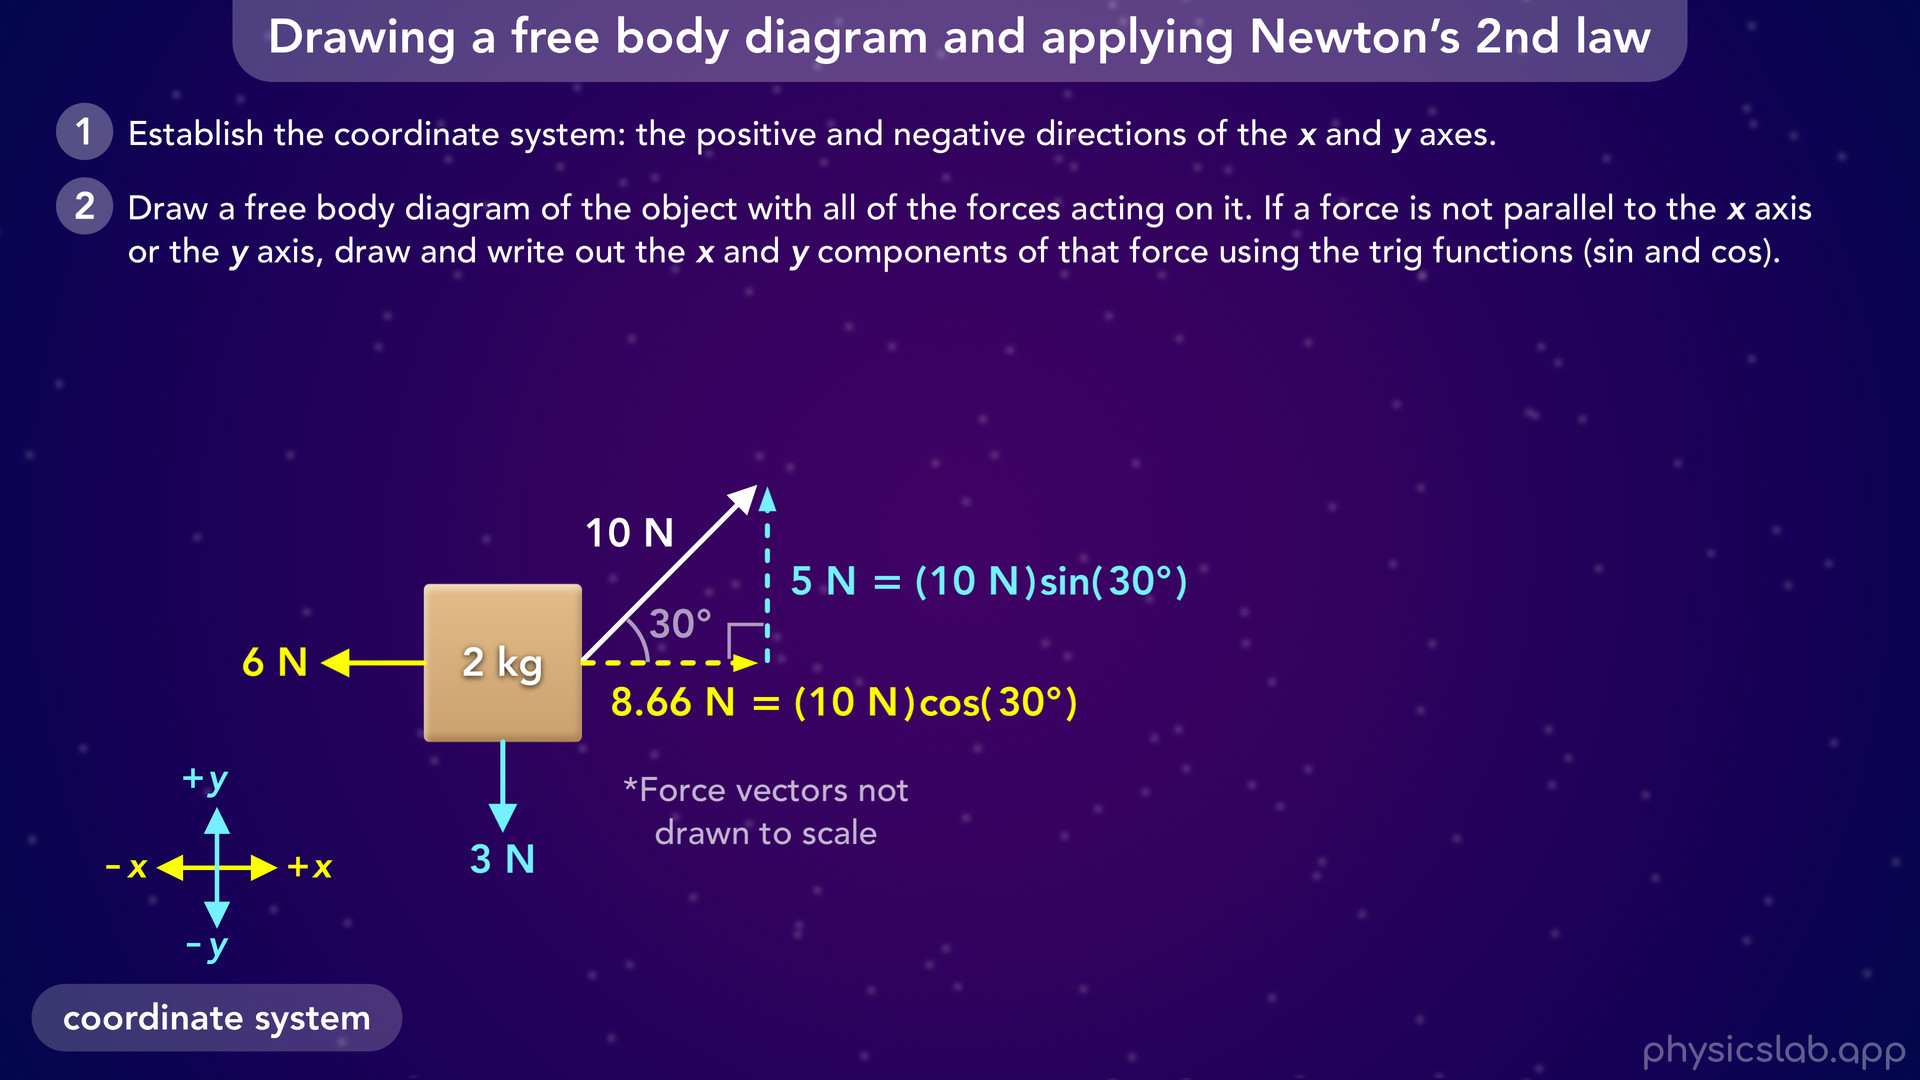 Drawing a free body diagram and applying Newton’s 2nd law
1 Establish the coordinate system: the positive and negative directions of the x and y axes.
2 Draw a free body diagram of the object with all of the forces acting on it. If a force is not parallel to the x axis
or the y axis, draw and write out the x and y components of that force using the trig functions (sin and cos).
10 N
5 N = (10 N)sin(30°)
30°
6 N
2 kg
8.66 N = (10 N)cos(30°)
+y
*Force vectors not
drawn to scale
3 N
-x
+x
-y
coordinate system
physicslab.app